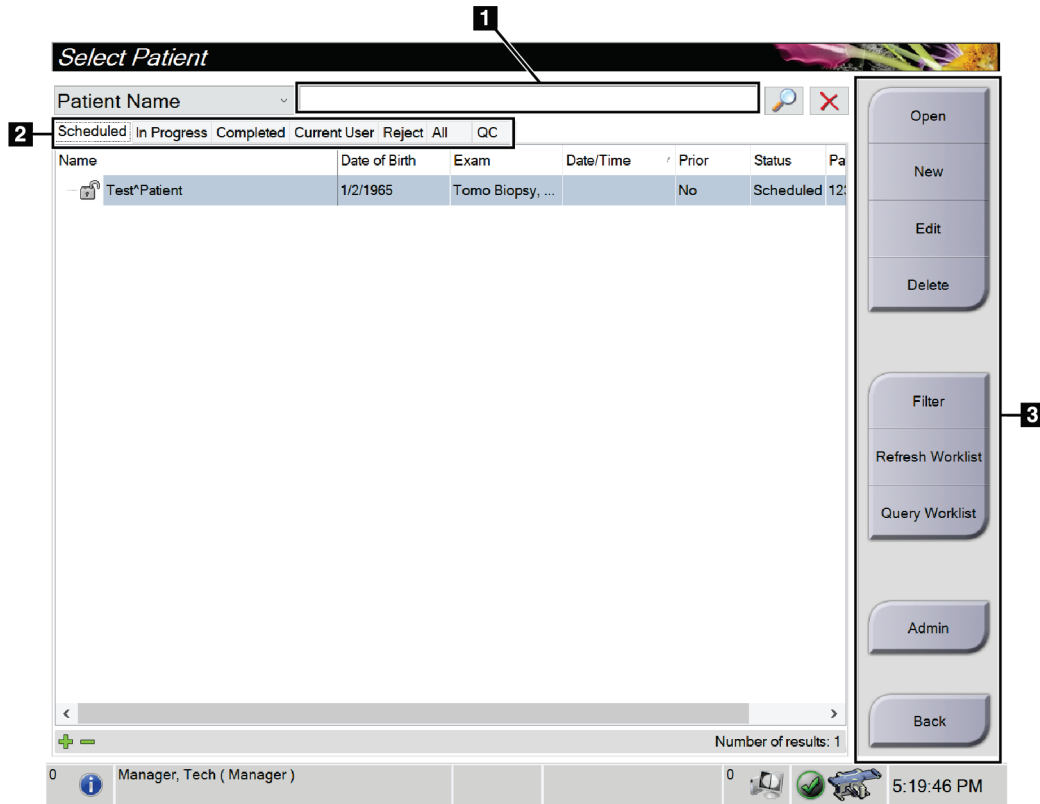 1
Select Patient
Patient Name
2
Scheduled In Progress Completed Current User Reject All QC
Name Date of Birth Exam Date/Time Prior Status Pa
Test^Patient 1/2/1965 Tomo Biopsy, ... No Scheduled 123
Open
New
Edit
Delete
Filter
3
Refresh Worklist
Query Worklist
Admin
Back
Number of results: 1
0 Manager, Tech ( Manager ) 0 5:19:46 PM